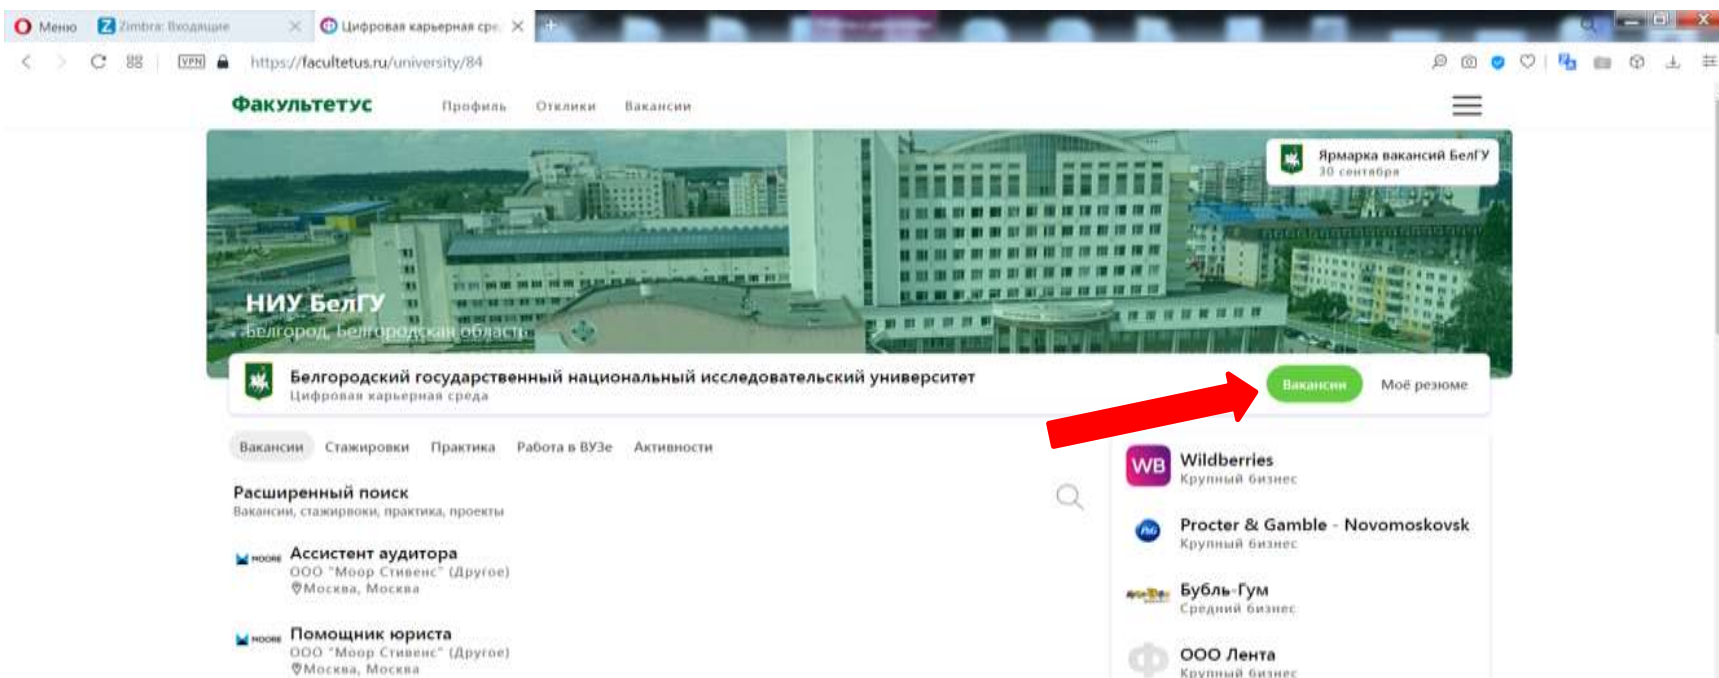 Меню
Zimbra: Входящие
Цифровая карьерная сре
VPN
https://facultetus.ru/university/84
Факультетус
Профиль
Отклики
Вакансии
Ярмарка вакансий БелГУ
30 сентября
НИУ БелГУ
Белгород, Белгородская область
Белгородский государственный национальный исследовательский университет
Цифровая карьерная среда
Вакансии
Моё резюме
Вакансии
Стажировки
Практика
Работа в ВУЗе
Активности
Расширенный поиск
Вакансии, стажирвоки, практика, проекты
MOORE
Ассистент аудитора
ООО "Моор Стивенс" (Другое)
Москва, Москва
MOORE
Помощник юриста
ООО "Моор Стивенс" (Другое)
Москва, Москва
WB
Wildberries
Крупный бизнес
P&G
Procter & Gamble - Novomoskovsk
Крупный бизнес
Бубль-Гум
Средний бизнес
ООО Лента
Крупный бизнес